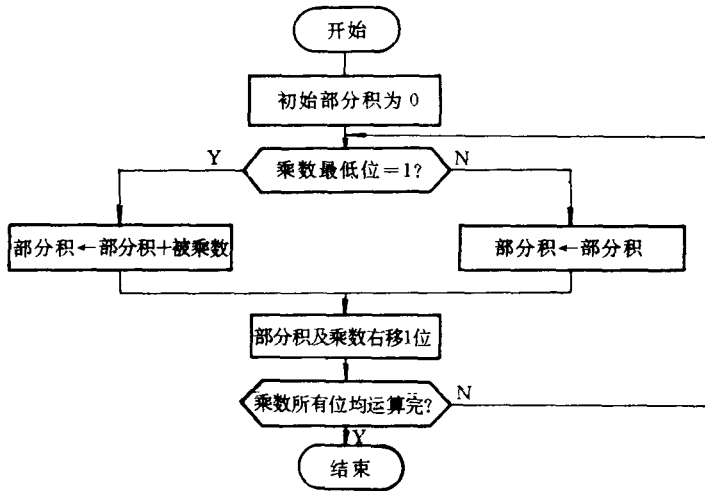 开始
初始部分积为 0
乘数最低位=1?
Y
N
部分积←部分积+被乘数
部分积←部分积
部分积及乘数右移1位
乘数所有位均运算完?
N
Y
结束